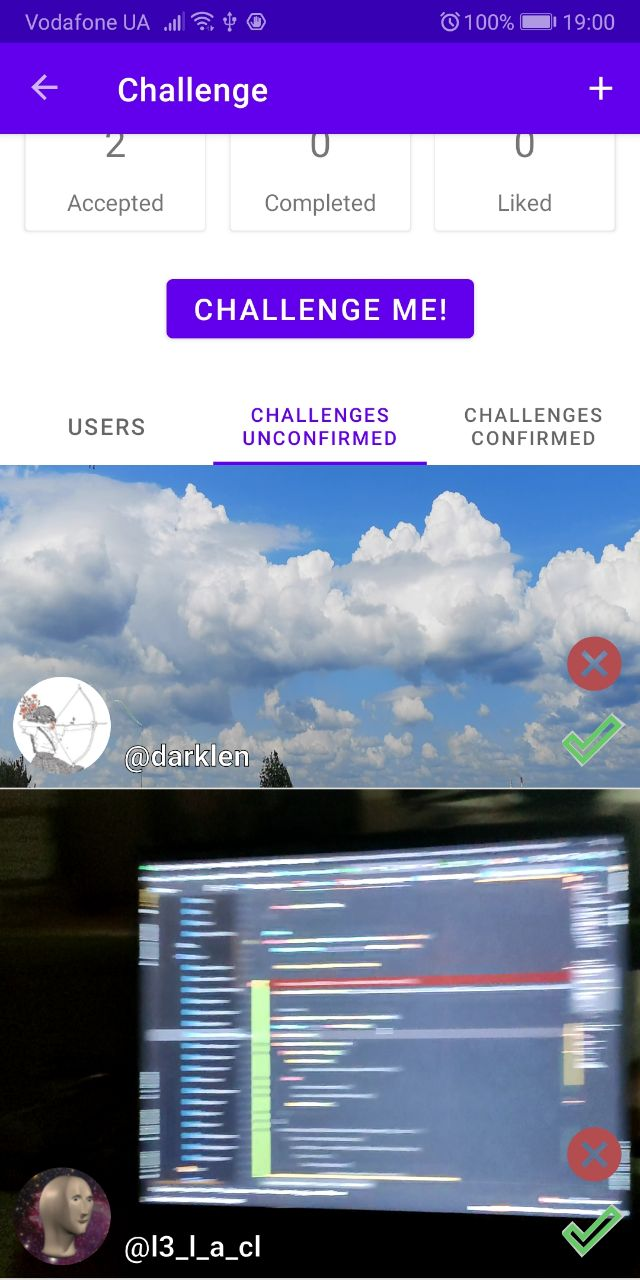 Vodafone UA 100% 19:00
Challenge
2 0 0
Accepted Completed Liked
CHALLENGE ME!
USERS
CHALLENGES
UNCONFIRMED
CHALLENGES
CONFIRMED
@darklen
@l3_l_a_cl